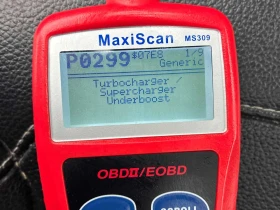 MaxiScan MS309
P0299 $07E8 1/9
Generic
Turbocharger /
Supercharger
Underboost
OBDII/EOBD
SCROLL